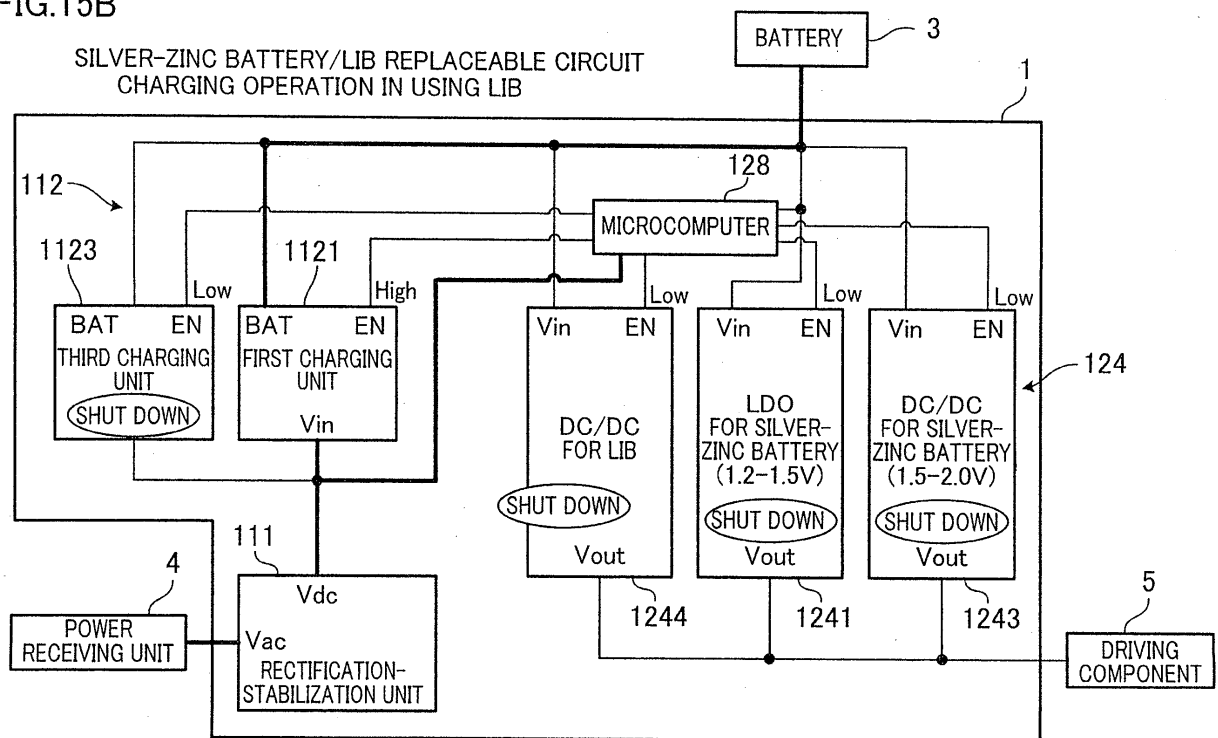 FIG.15B
SILVER-ZINC BATTERY/LIB REPLACEABLE CIRCUIT
CHARGING OPERATION IN USING LIB
BATTERY
3
1
112
128
MICROCOMPUTER
1123
1121
Low
High
Low
Low
Low
BAT EN
THIRD CHARGING
UNIT
SHUT DOWN
BAT EN
FIRST CHARGING
UNIT
Vin
Vin EN
DC/DC
FOR LIB
SHUT DOWN
Vout
1244
Vin EN
LDO
FOR SILVER-
ZINC BATTERY
(1.2-1.5V)
SHUT DOWN
Vout
1241
Vin EN
DC/DC
FOR SILVER-
ZINC BATTERY
(1.5-2.0V)
SHUT DOWN
Vout
1243
124
111
Vdc
Vac
RECTIFICATION-
STABILIZATION UNIT
4
POWER
RECEIVING UNIT
5
DRIVING
COMPONENT